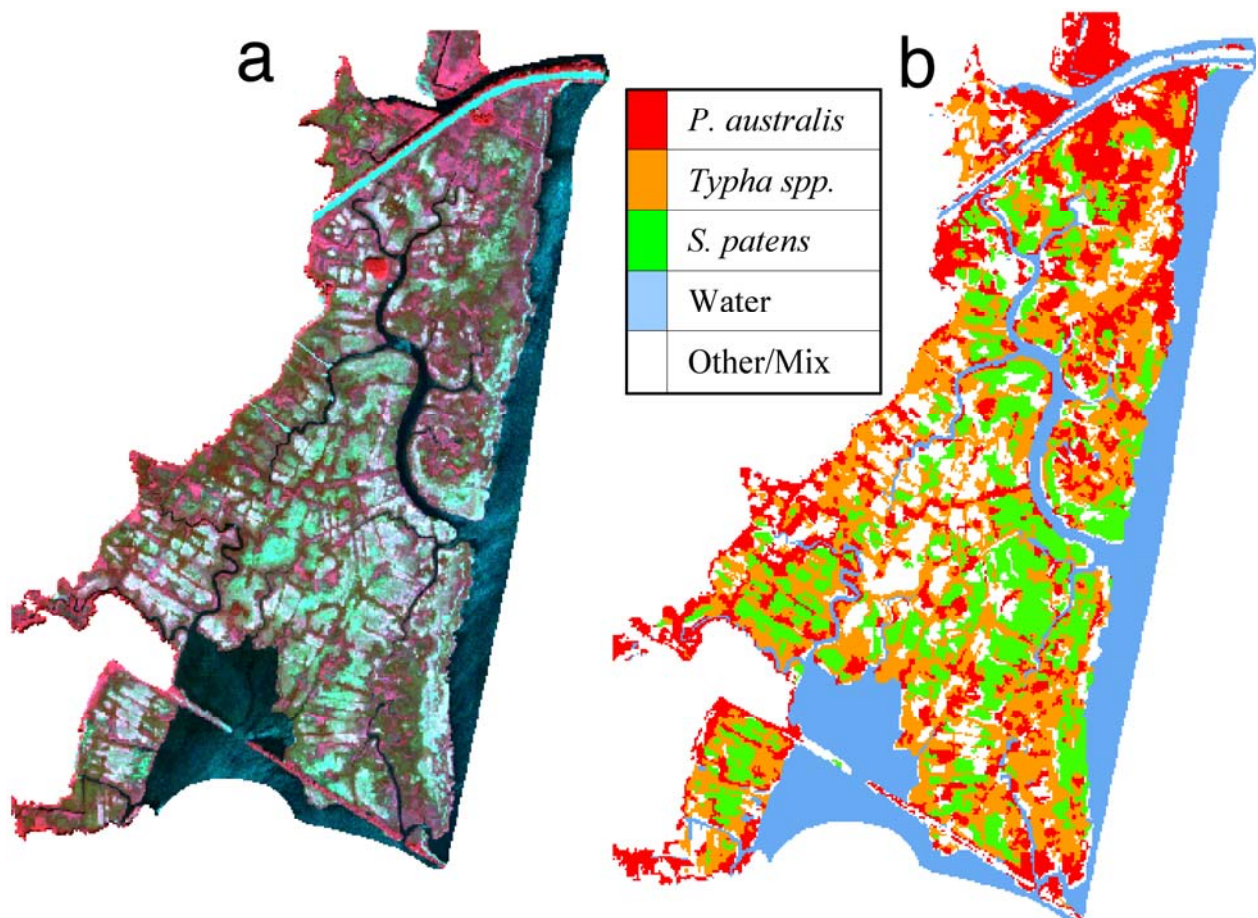 a
b
P. australis
Typha spp.
S. patens
Water
Other/Mix